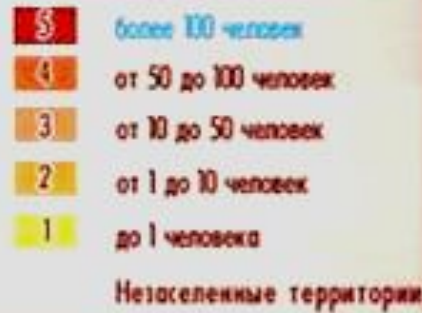 5 более 100 человек
4 от 50 до 100 человек
3 от 10 до 50 человек
2 от 1 до 10 человек
1 до 1 человека
Незаселенные территории